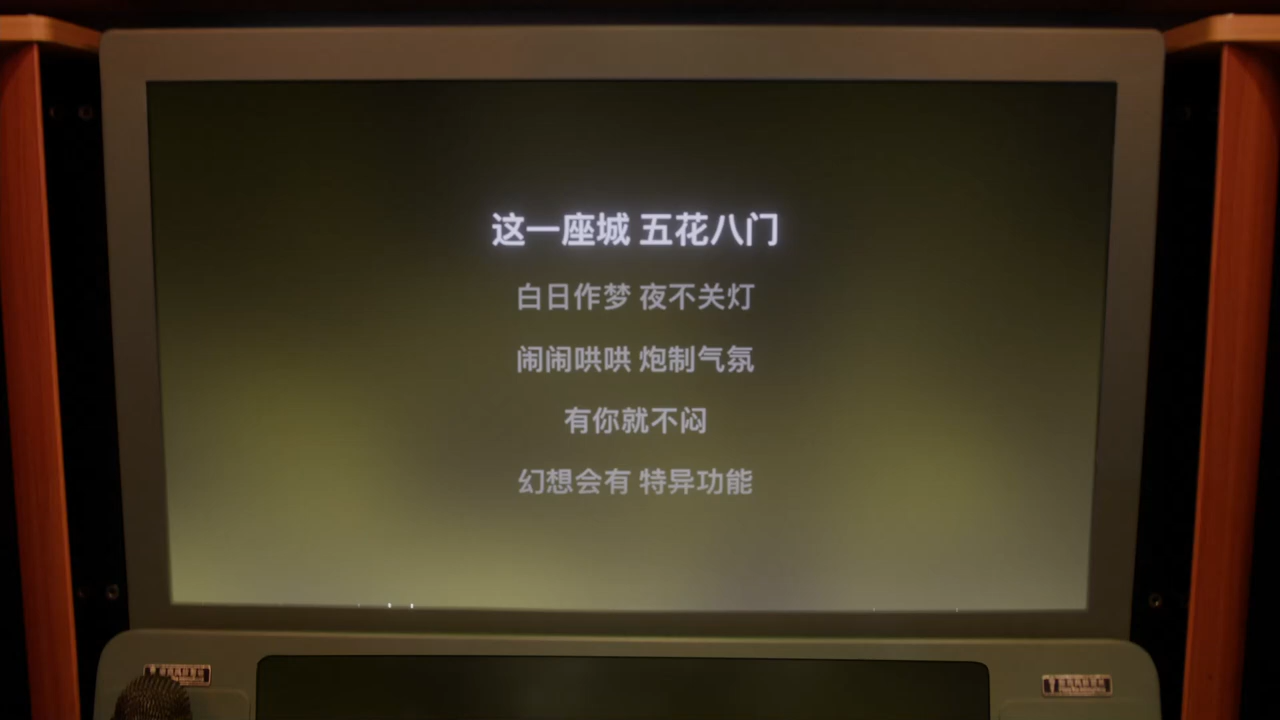 这一座城 五花八门
白日作梦 夜不关灯
闹闹哄哄 炮制气氛
有你就不闷
幻想会有 特异功能